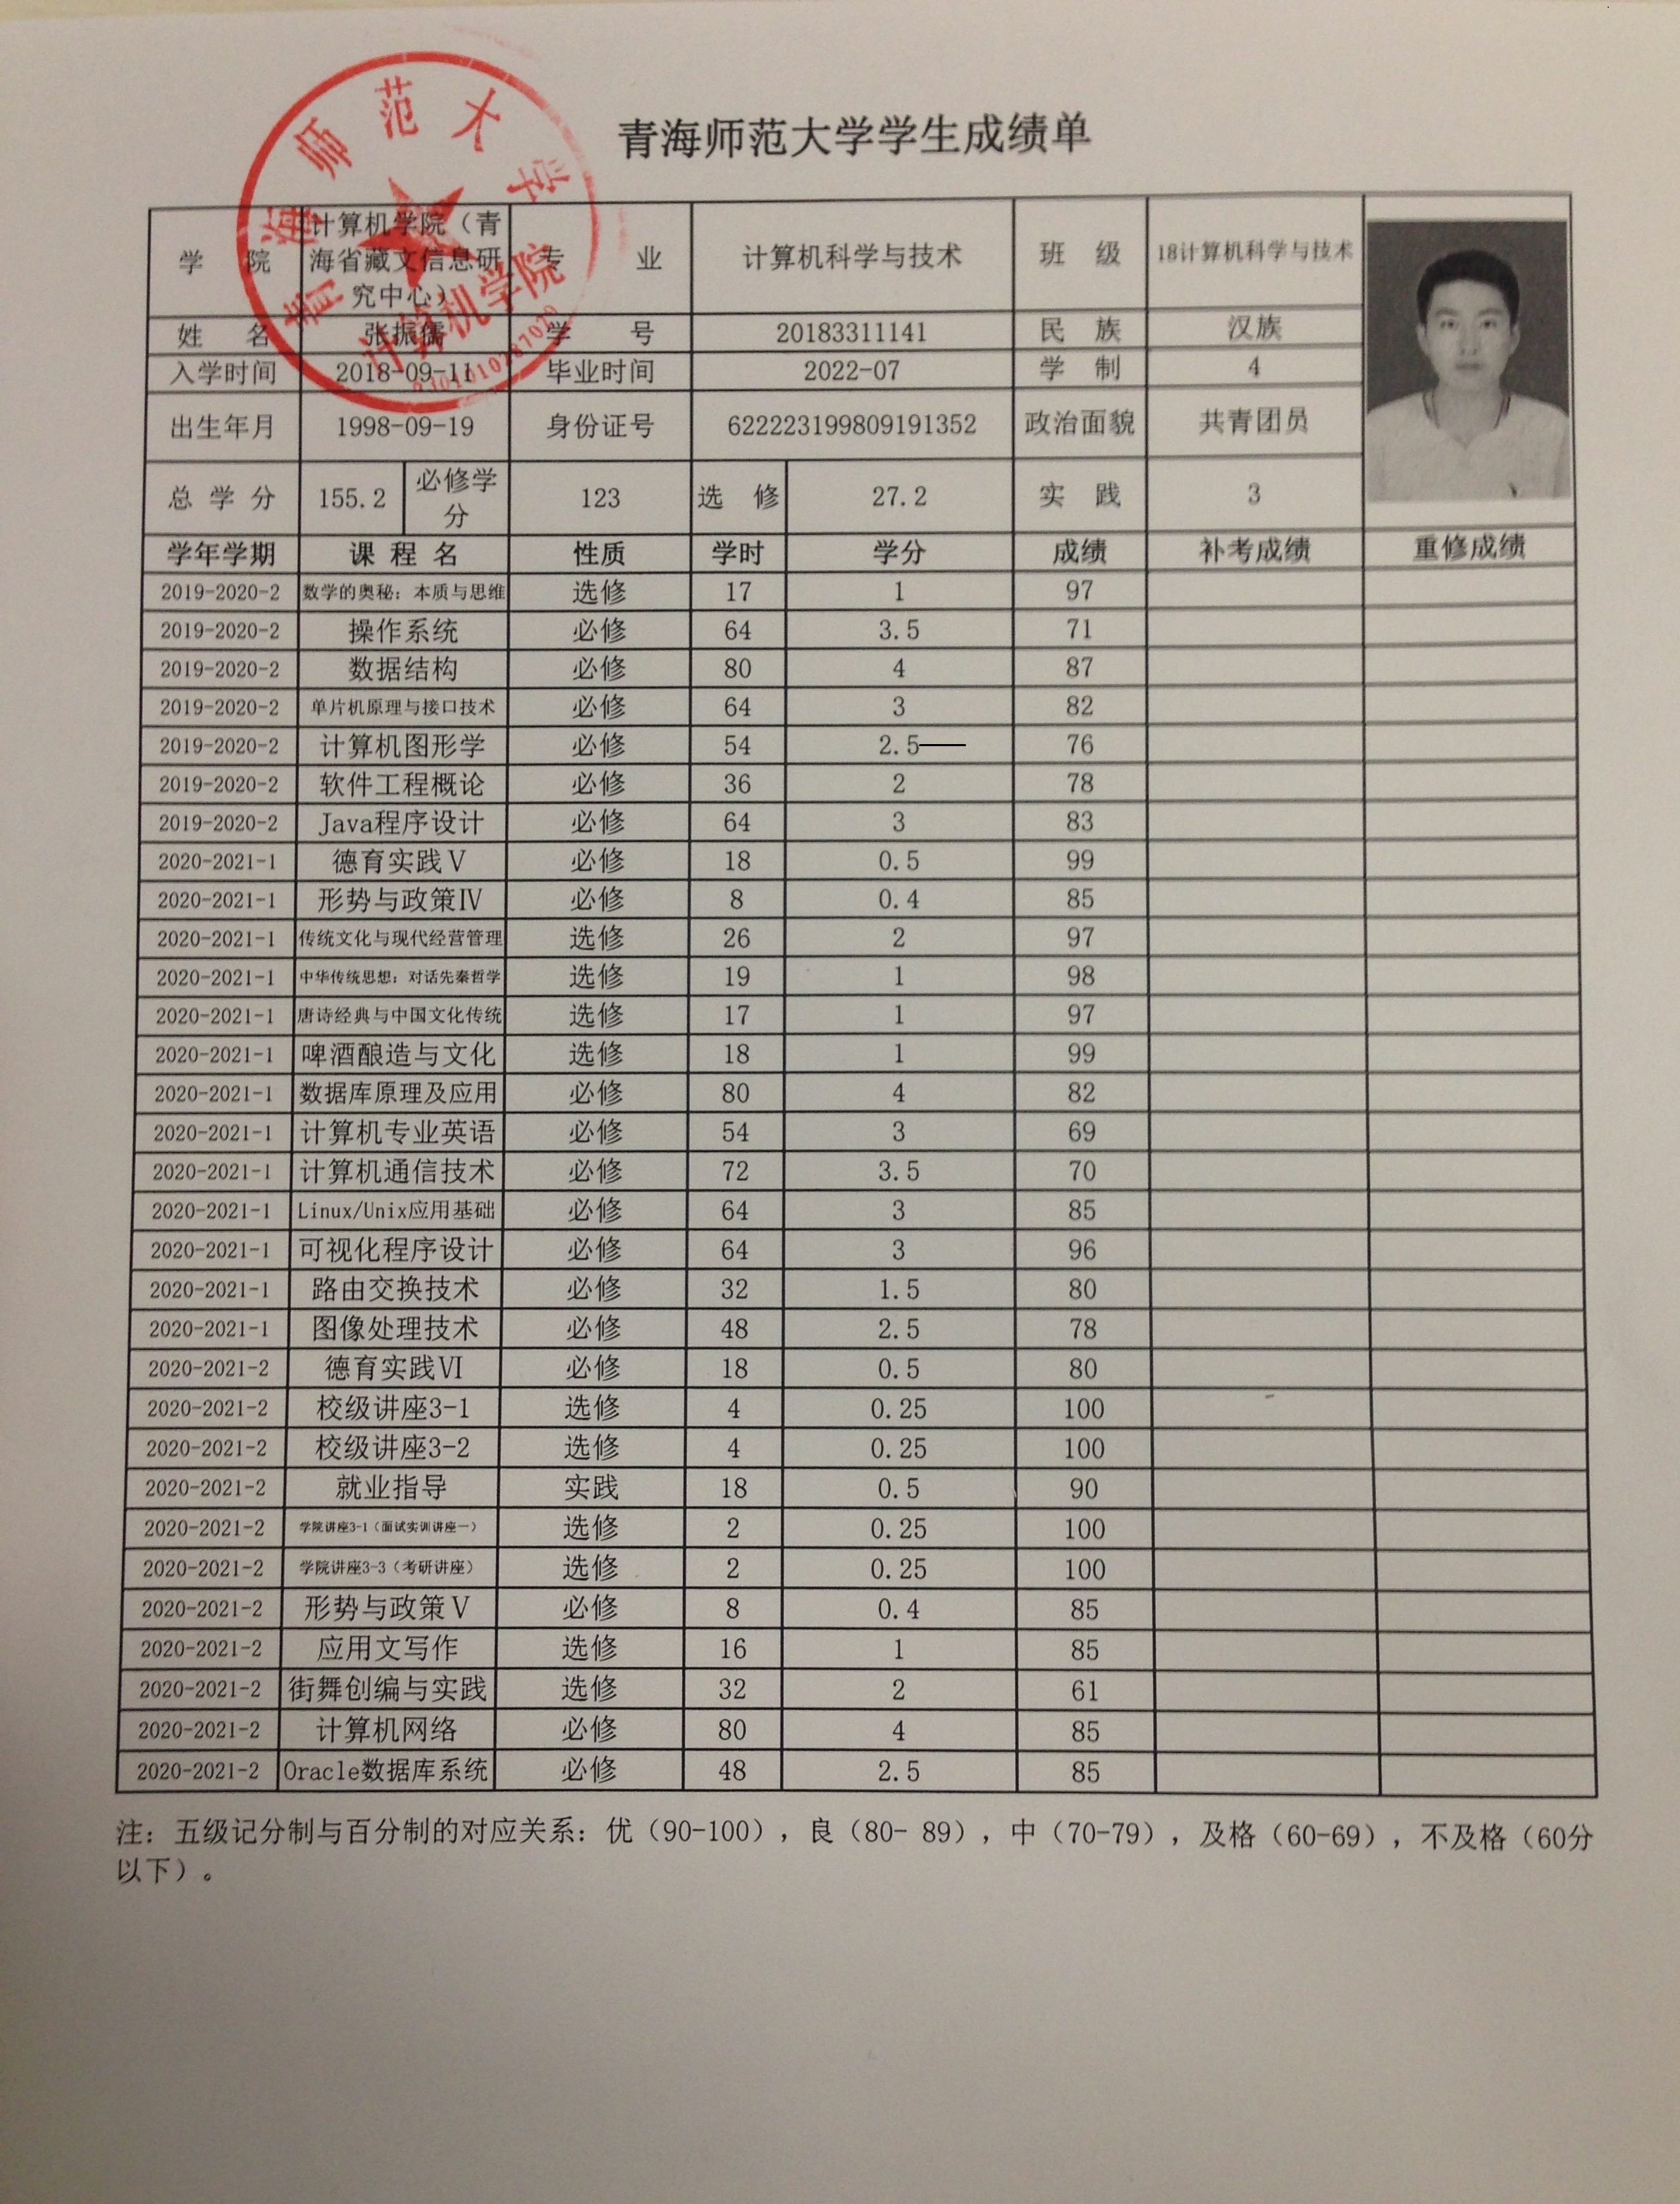 青海师范大学学生成绩单
青海师范大学
计算机学院
学 院 计算机学院（青海省藏文信息研究中心） 专 业 计算机科学与技术 班 级 18计算机科学与技术
姓 名 张振儒 学 号 20183311141 民 族 汉族
入学时间 2018-09-11 毕业时间 2022-07 学 制 4
出生年月 1998-09-19 身份证号 622223199809191352 政治面貌 共青团员
总 学 分 155.2 必修学分 123 选 修 27.2 实 践 3
学年学期 课 程 名 性质 学时 学分 成绩 补考成绩 重修成绩
2019-2020-2 数学的奥秘：本质与思维 选修 17 1 97
2019-2020-2 操作系统 必修 64 3.5 71
2019-2020-2 数据结构 必修 80 4 87
2019-2020-2 单片机原理与接口技术 必修 64 3 82
2019-2020-2 计算机图形学 必修 54 2.5 76
2019-2020-2 软件工程概论 必修 36 2 78
2019-2020-2 Java程序设计 必修 64 3 83
2020-2021-1 德育实践Ⅴ 必修 18 0.5 99
2020-2021-1 形势与政策Ⅳ 必修 8 0.4 85
2020-2021-1 传统文化与现代经营管理 选修 26 2 97
2020-2021-1 中华传统思想：对话先秦哲学 选修 19 1 98
2020-2021-1 唐诗经典与中国文化传统 选修 17 1 97
2020-2021-1 啤酒酿造与文化 选修 18 1 99
2020-2021-1 数据库原理及应用 必修 80 4 82
2020-2021-1 计算机专业英语 必修 54 3 69
2020-2021-1 计算机通信技术 必修 72 3.5 70
2020-2021-1 Linux/Unix应用基础 必修 64 3 85
2020-2021-1 可视化程序设计 必修 64 3 96
2020-2021-1 路由交换技术 必修 32 1.5 80
2020-2021-1 图像处理技术 必修 48 2.5 78
2020-2021-2 德育实践Ⅵ 必修 18 0.5 80
2020-2021-2 校级讲座3-1 选修 4 0.25 100
2020-2021-2 校级讲座3-2 选修 4 0.25 100
2020-2021-2 就业指导 实践 18 0.5 90
2020-2021-2 学院讲座3-1（面试实训讲座一） 选修 2 0.25 100
2020-2021-2 学院讲座3-3（考研讲座） 选修 2 0.25 100
2020-2021-2 形势与政策Ⅴ 必修 8 0.4 85
2020-2021-2 应用文写作 选修 16 1 85
2020-2021-2 街舞创编与实践 选修 32 2 61
2020-2021-2 计算机网络 必修 80 4 85
2020-2021-2 Oracle数据库系统 必修 48 2.5 85
注：五级记分制与百分制的对应关系：优（90-100），良（80- 89），中（70-79），及格（60-69），不及格（60分
以下）。